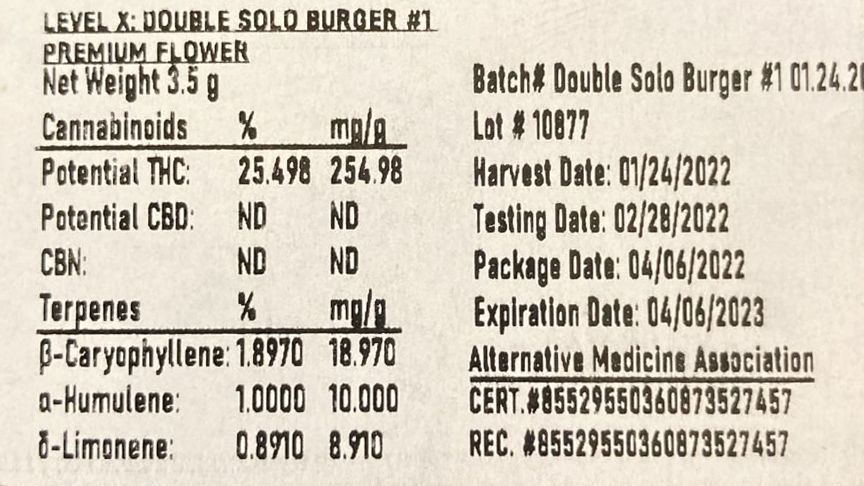 LEVEL X: DOUBLE SOLO BURGER #1
PREMIUM FLOWER
Net Weight 3.5 g
Cannabinoids % mg/g
Potential THC: 25.498 254.98
Potential CBD: ND ND
CBN: ND ND
Terpenes % mg/g
β-Caryophyllene: 1.8970 18.970
α-Humulene: 1.0000 10.000
δ-Limonene: 0.8910 8.910
Batch# Double Solo Burger #1 01.24.20
Lot # 10877
Harvest Date: 01/24/2022
Testing Date: 02/28/2022
Package Date: 04/06/2022
Expiration Date: 04/06/2023
Alternative Medicine Association
CERT.#85529550360873527457
REC. #85529550360873527457